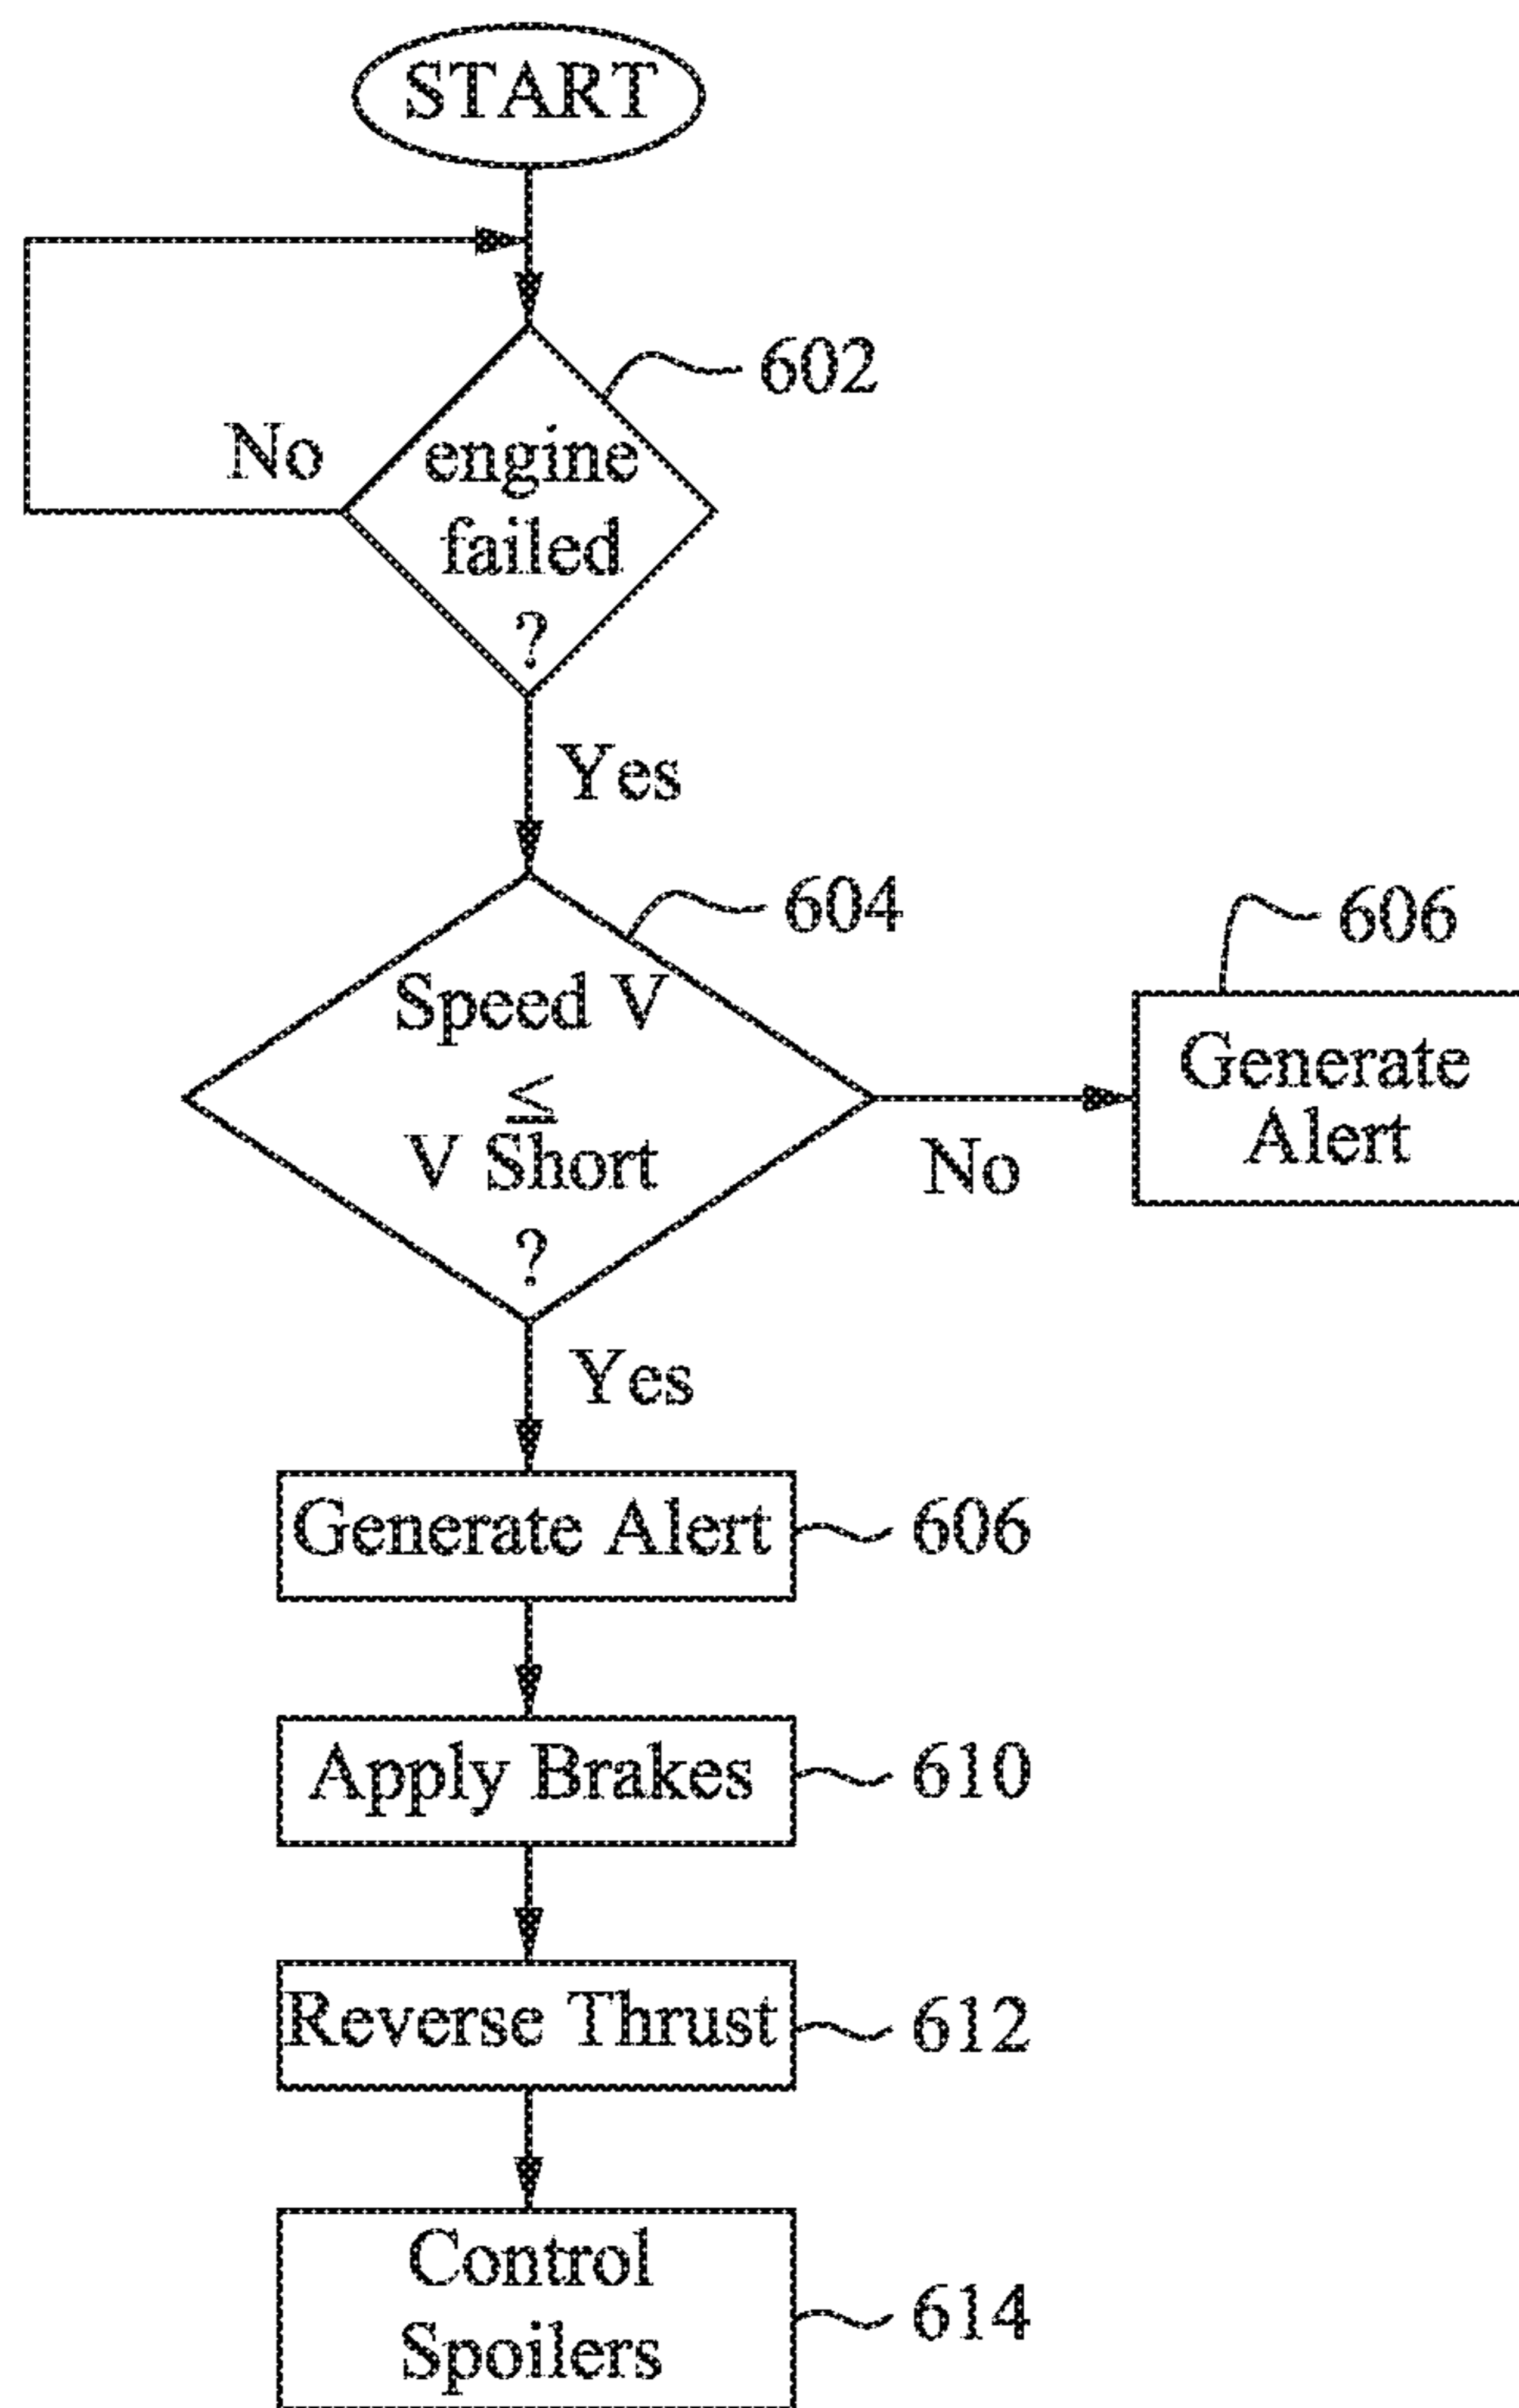 START
602
No
engine
failed
?
Yes
604
606
Speed V
≤
V Short
?
Generate
Alert
No
Yes
Generate Alert
606
Apply Brakes
610
Reverse Thrust
612
Control
Spoilers
614